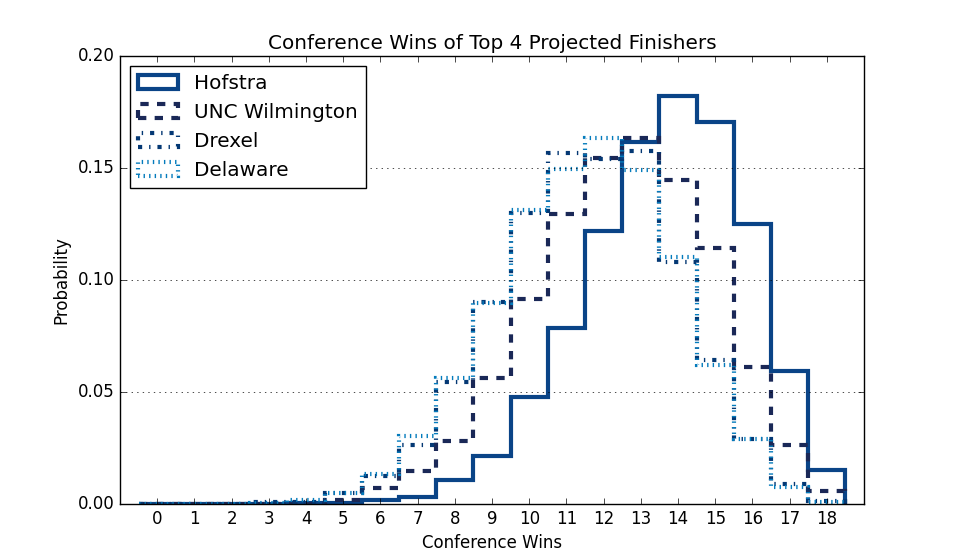 Conference Wins of Top 4 Projected Finishers
0.20
Hofstra
UNC Wilmington
Drexel
Delaware
0.15
0.10
0.05
0.00
Probability
0 1 2 3 4 5 6 7 8 9 10 11 12 13 14 15 16 17 18
Conference Wins